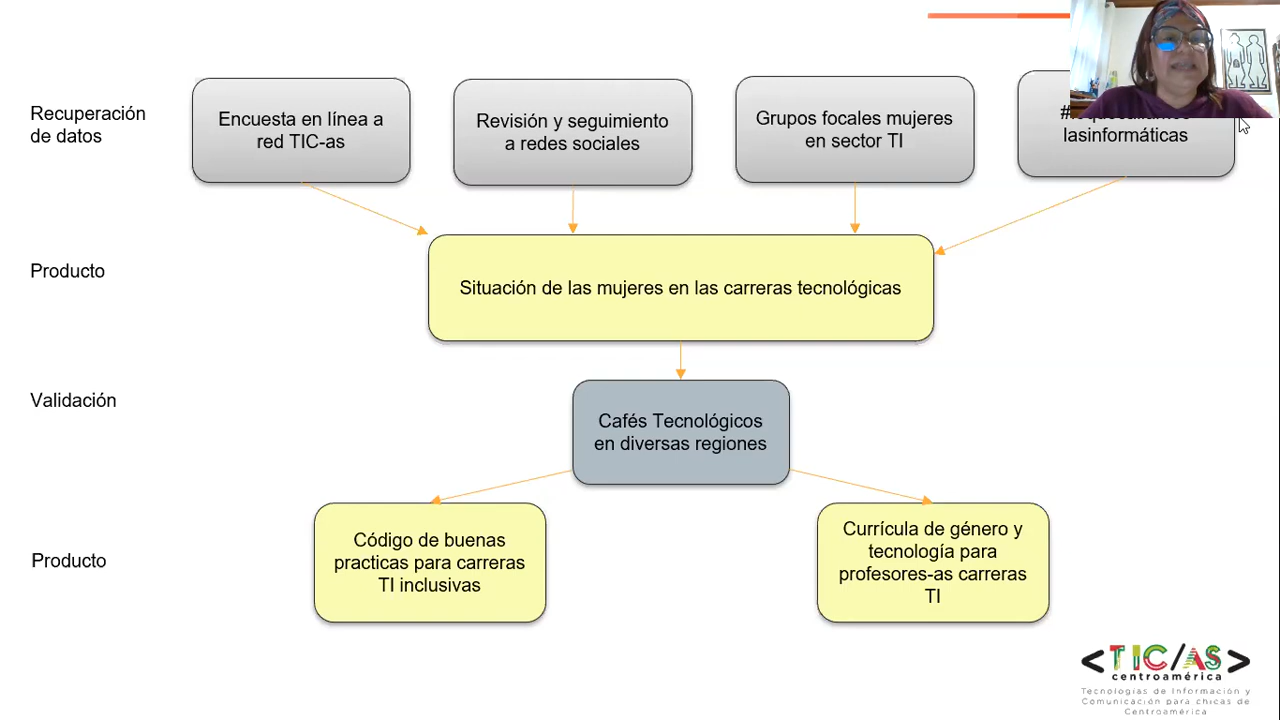 Recuperación
de datos
Encuesta en línea a
red TIC-as
Revisión y seguimiento
a redes sociales
Grupos focales mujeres
en sector TI
lasinformáticas
Producto
Situación de las mujeres en las carreras tecnológicas
Validación
Cafés Tecnológicos
en diversas regiones
Producto
Código de buenas
practicas para carreras
TI inclusivas
Currícula de género y
tecnología para
profesores-as carreras
TI
<TIC/AS>
centroamérica
Tecnologías de Información y
Comunicación para chicas de
Centroamérica